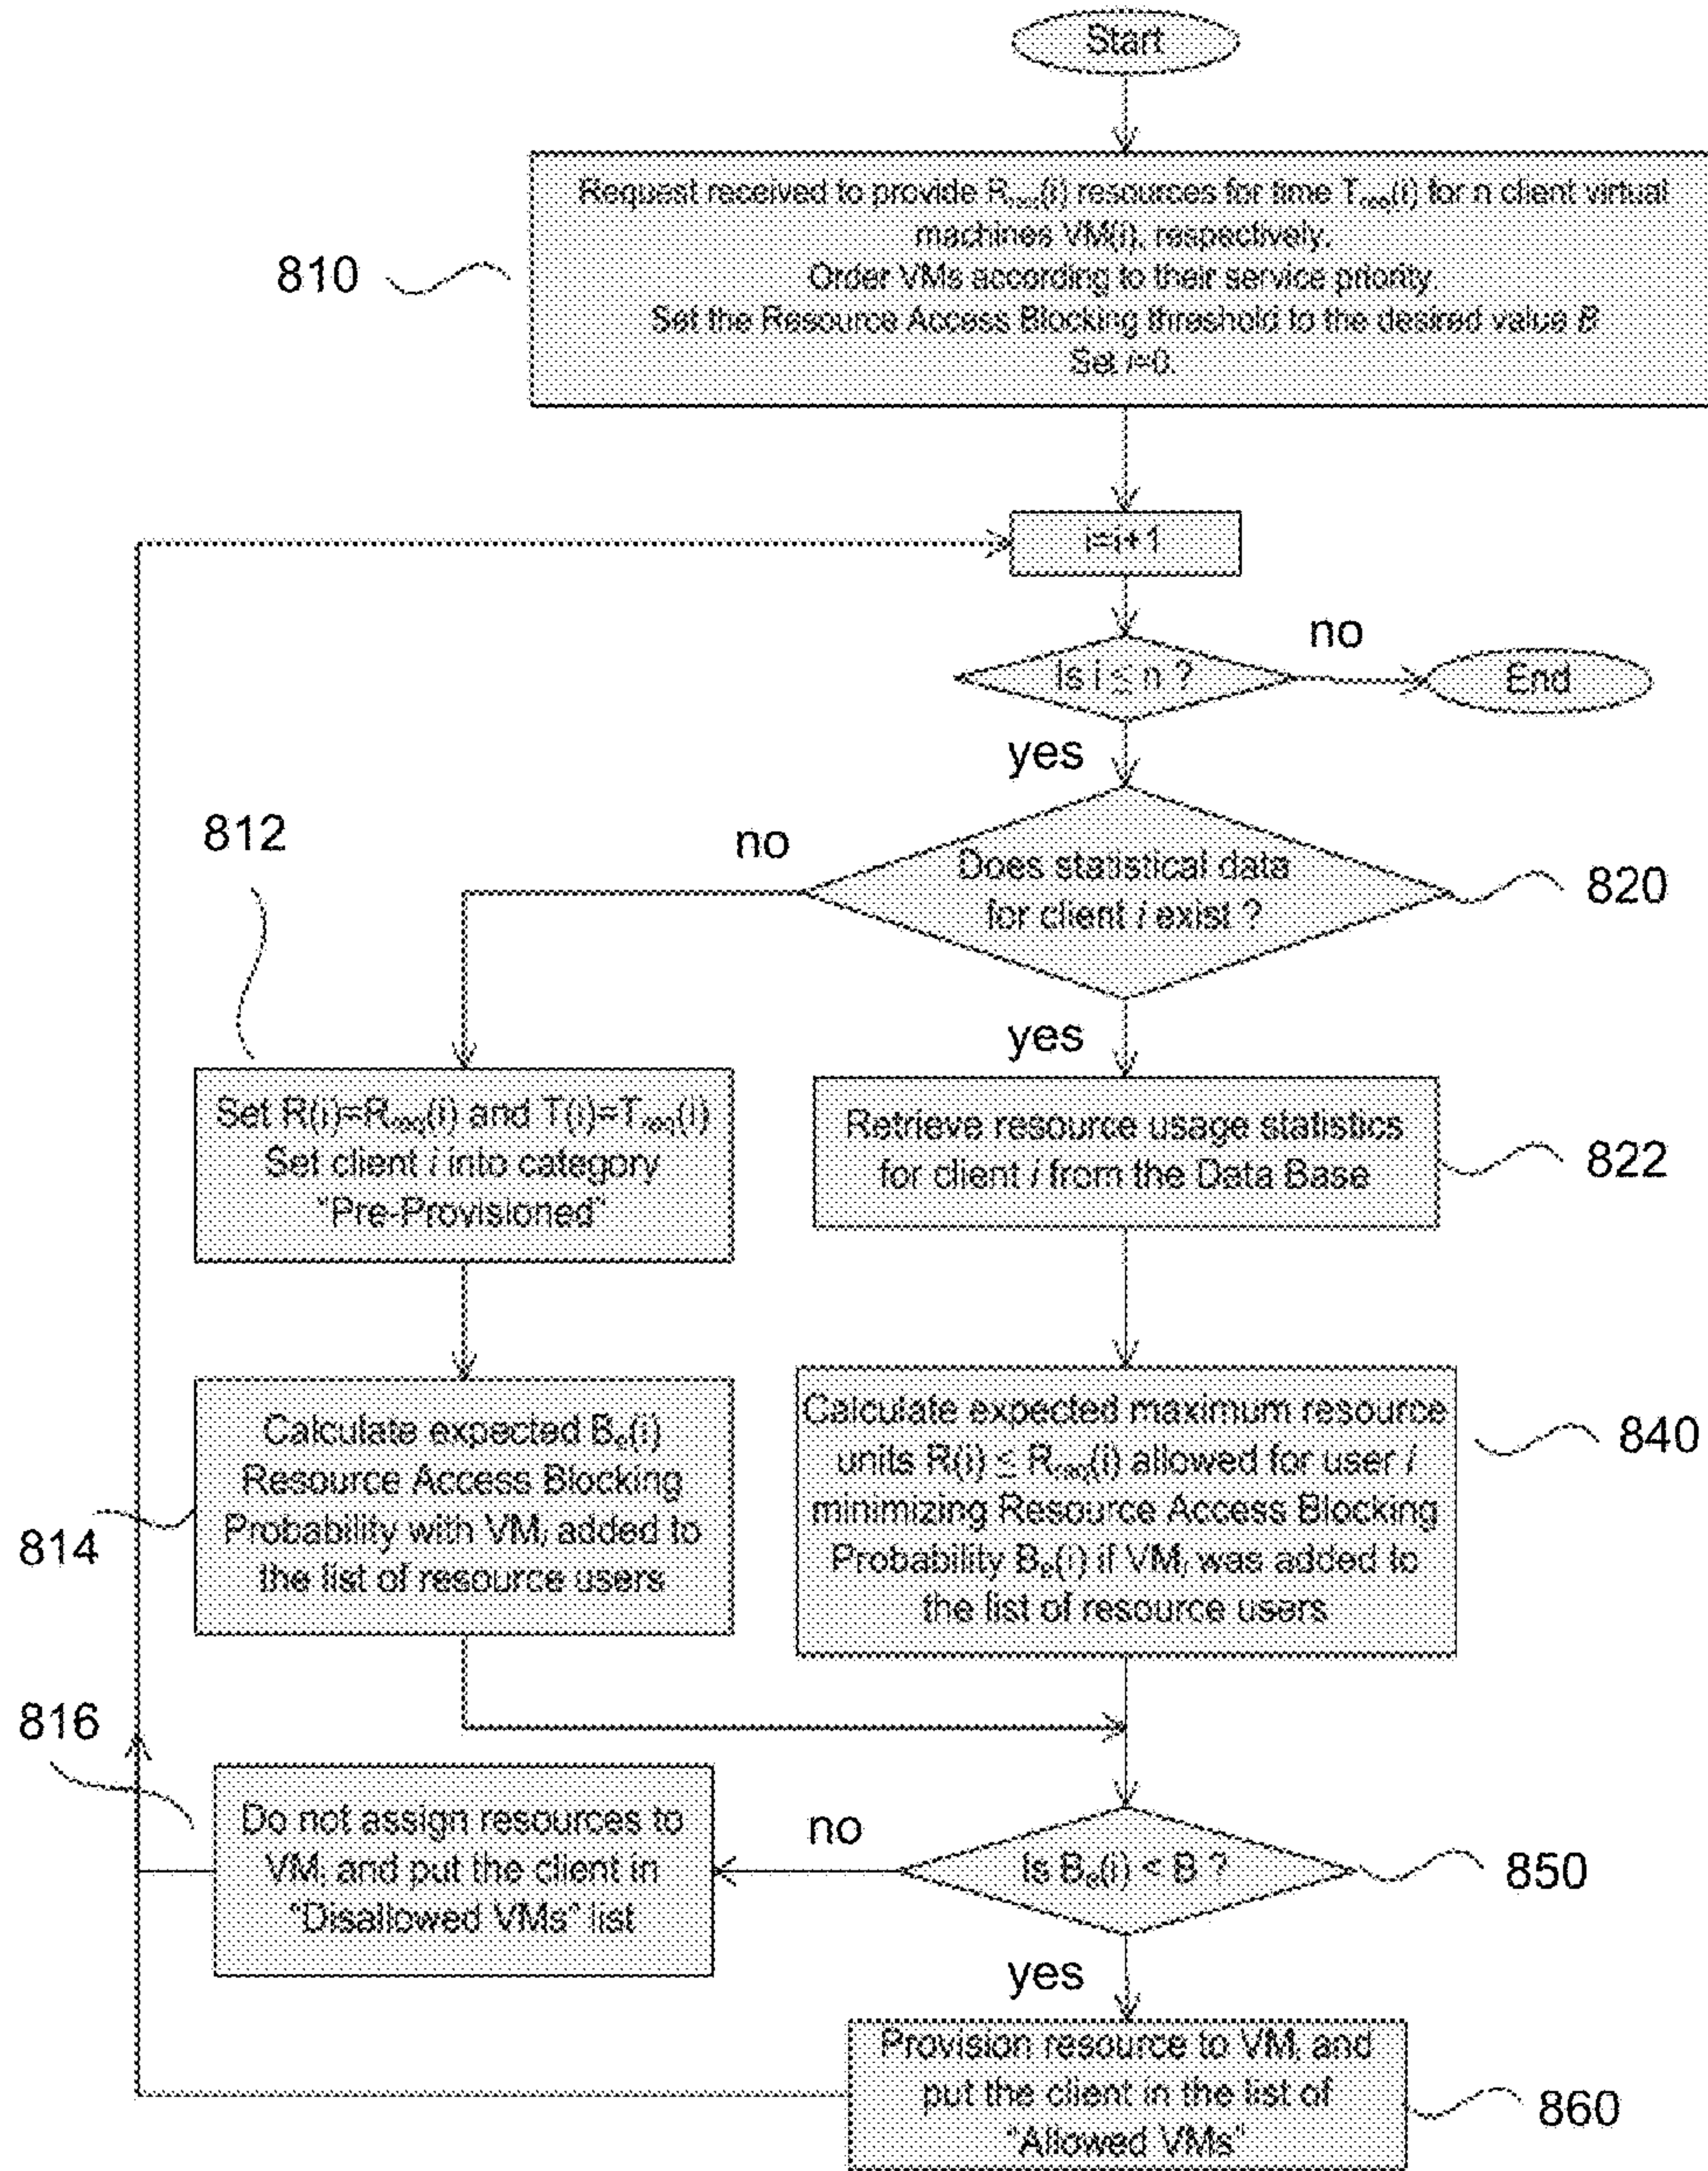 Start
Request received to provide Rreq(i) resources for time Treq(i) for n client virtual
machines VM(i), respectively.
Order VMs according to their service priority.
Set the Resource Access Blocking threshold to the desired value B
Set i=0.
810
i=i+1
Is i ≤ n ?
no
End
yes
812
no
Does statistical data
for client i exist ?
820
yes
Set R(i)=Rreq(i) and T(i)=Treq(i)
Set client i into category
"Pre-Provisioned"
Retrieve resource usage statistics
for client i from the Data Base
822
Calculate expected Be(i)
Resource Access Blocking
Probability with VMi added to
the list of resource users
814
Calculate expected maximum resource
units R(i) ≤ Rreq(i) allowed for user i
minimizing Resource Access Blocking
Probability Be(i) if VMi was added to
the list of resource users
840
816
Do not assign resources to
VMi and put the client in
"Disallowed VMs" list
no
Is Be(i) < B ?
850
yes
Provision resource to VMi and
put the client in the list of
"Allowed VMs"
860